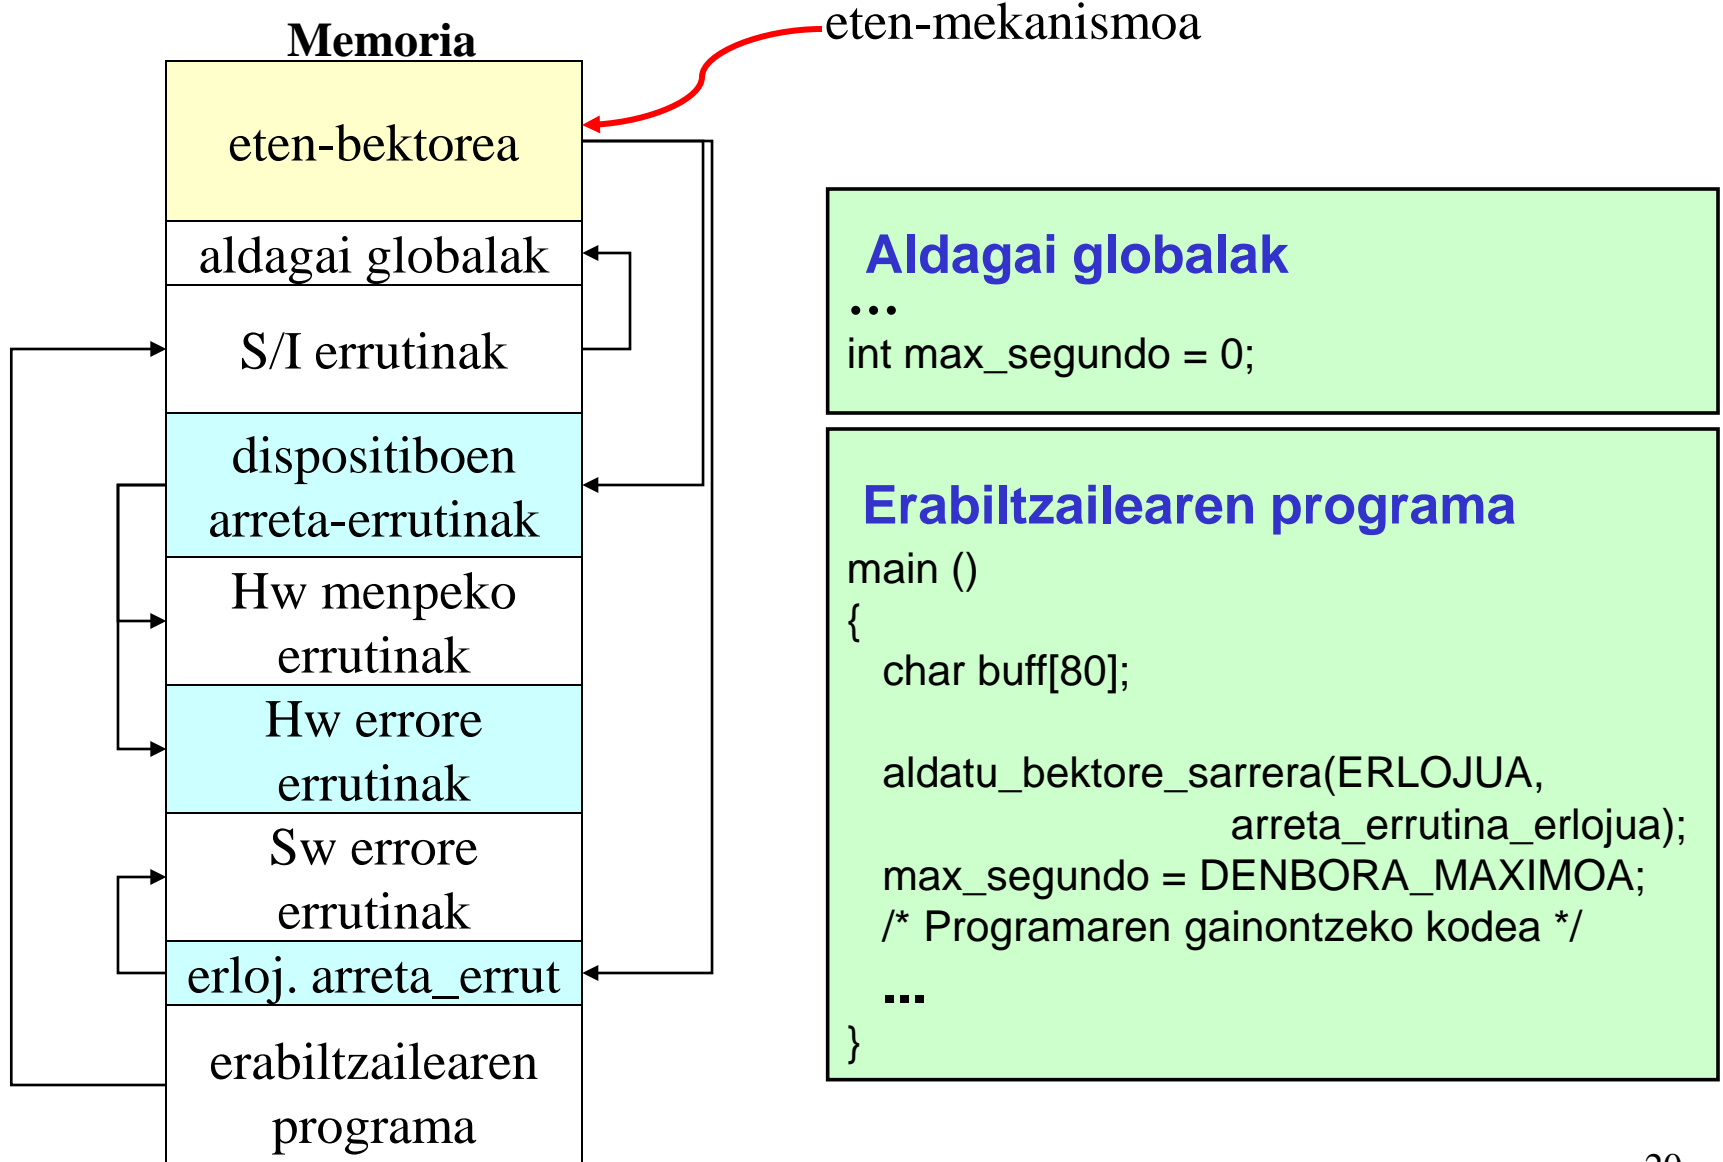 eten-mekanismoa
Memoria
eten-bektorea
aldagai globalak
S/I errutinak
dispositiboen
arreta-errutinak
Hw menpeko
errutinak
Hw errore
errutinak
Sw errore
errutinak
erloj. arreta_errut
erabiltzailearen
programa
Aldagai globalak
...
int max_segundo = 0;
Erabiltzailearen programa
main ()
{
char buff[80];
aldatu_bektore_sarrera(ERLOJUA,
arreta_errutina_erlojua);
max_segundo = DENBORA_MAXIMOA;
/* Programaren gainontzeko kodea */
...
}